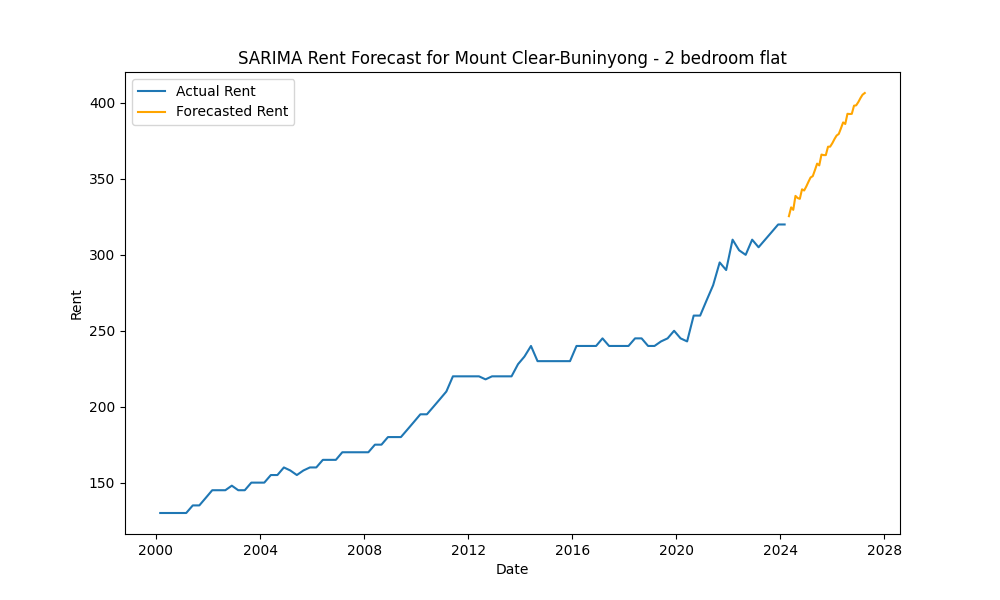 SARIMA Rent Forecast for Mount Clear-Buninyong - 2 bedroom flat
Actual Rent
Forecasted Rent
400
350
300
250
200
150
Rent
2000 2004 2008 2012 2016 2020 2024 2028
Date